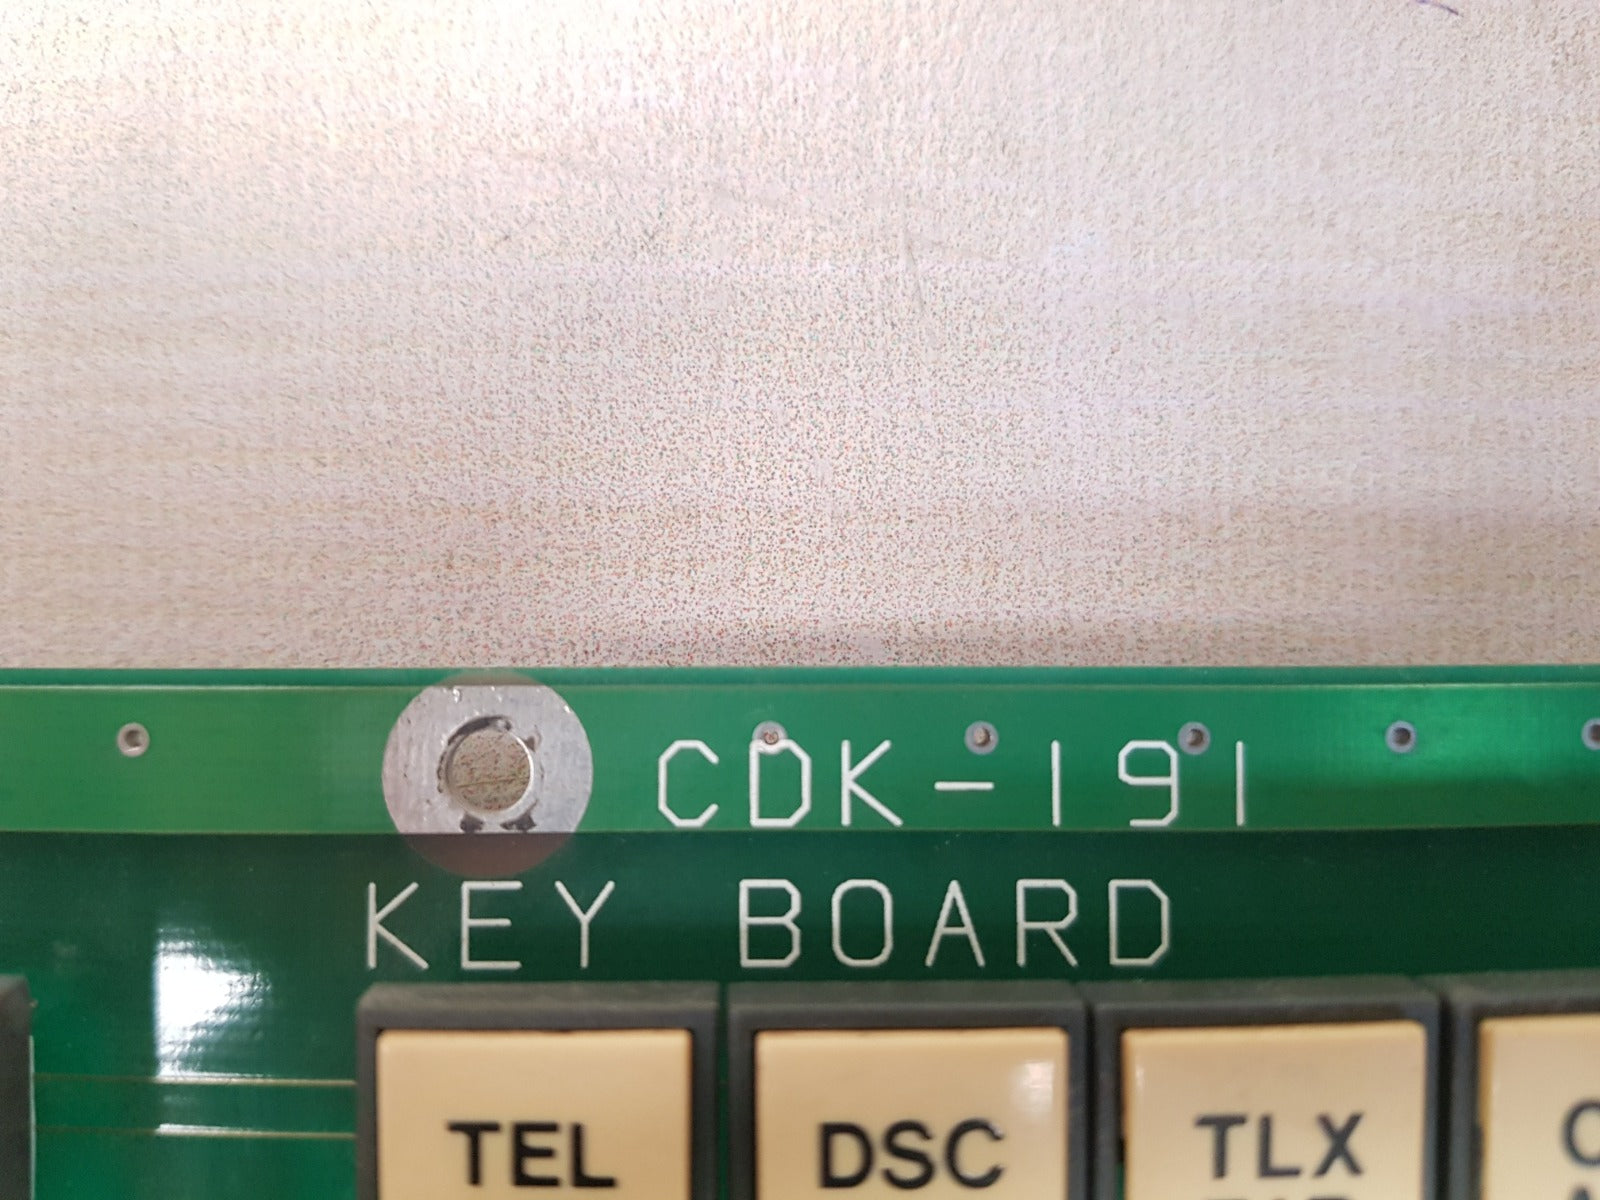 CDK-191
KEY BOARD
TEL DSC TLX